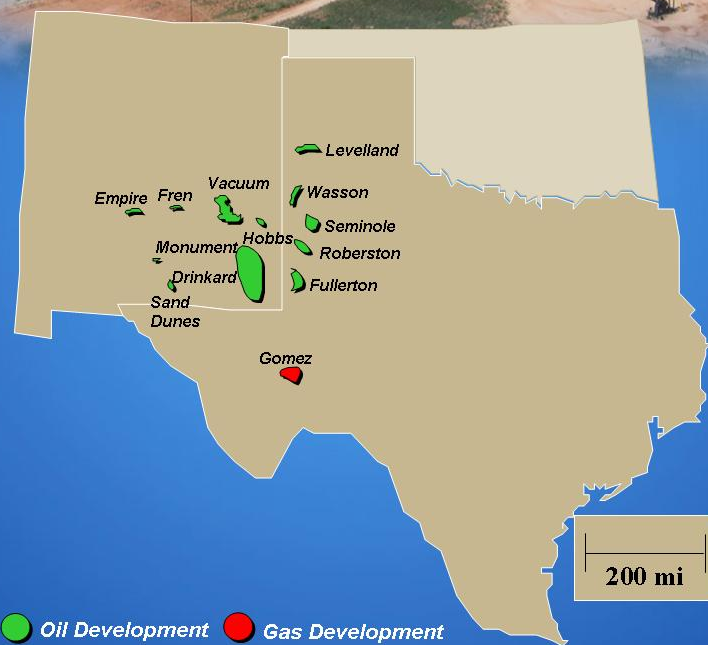 Levelland
Wasson
Vacuum
Fren
Empire
Seminole
Hobbs
Monument
Roberston
Drinkard
Fullerton
Sand
Dunes
Gomez
200 mi
Oil Development
Gas Development